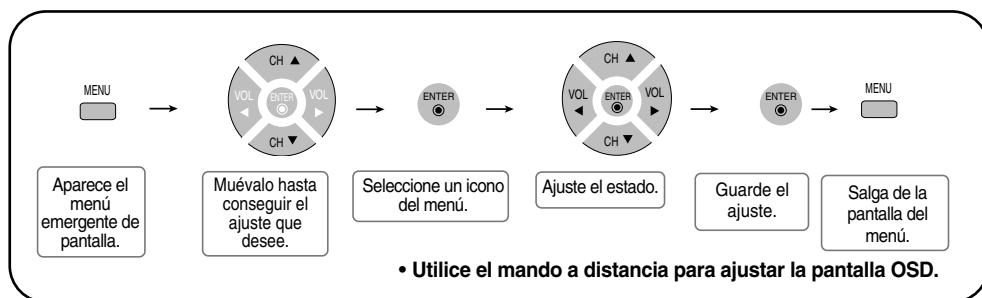 MENU
CH ▲
VOL ◄
ENTER
VOL ►
CH ▼
ENTER
CH ▲
VOL ◄
ENTER
VOL ►
CH ▼
ENTER
MENU
Aparece el
menú
emergente de
pantalla.
Muévalo hasta
conseguir el
ajuste que
desee.
Seleccione un icono
del menú.
Ajuste el estado.
Guarde el
ajuste.
Salga de la
pantalla del
menú.
• Utilice el mando a distancia para ajustar la pantalla OSD.